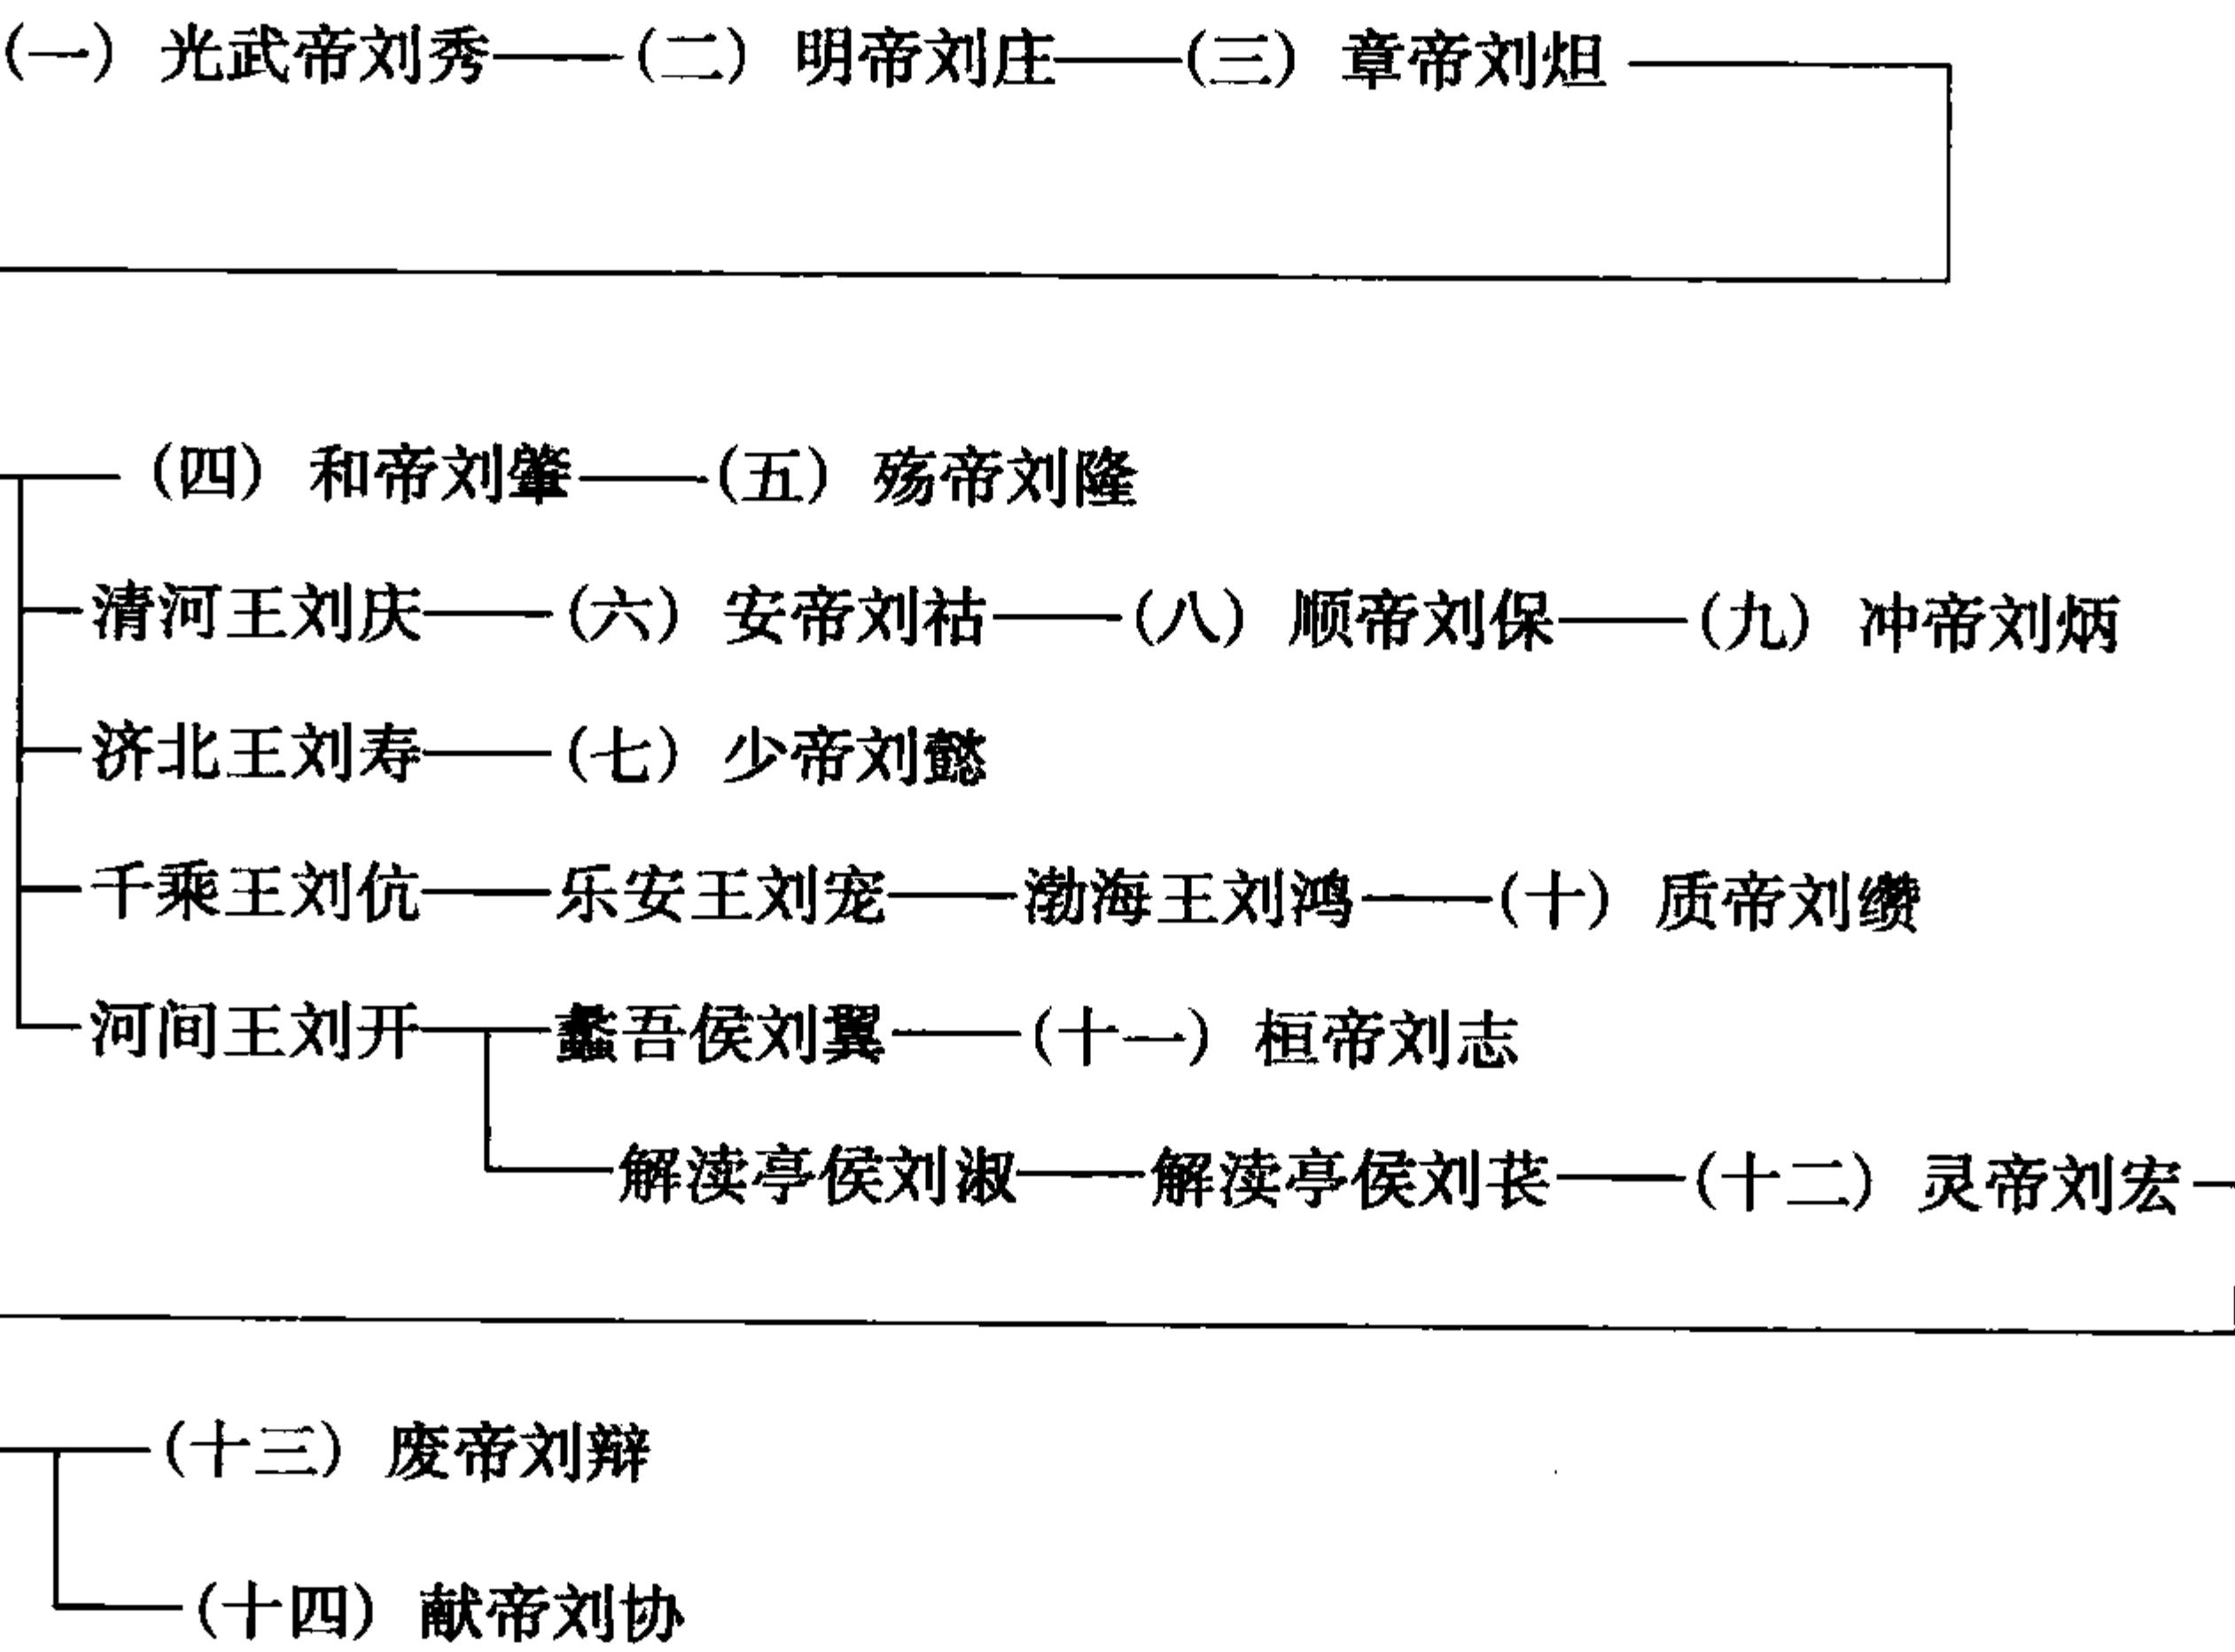 (一) 光武帝刘秀——(二) 明帝刘庄——(三) 章帝刘炟
(四) 和帝刘肇——(五) 殇帝刘隆
清河王刘庆——(六) 安帝刘祜——(八) 顺帝刘保——(九) 冲帝刘炳
济北王刘寿——(七) 少帝刘懿
千乘王刘伉——乐安王刘宠——渤海王刘鸿——(十) 质帝刘缵
河间王刘开——蠡吾侯刘翼——(十一) 桓帝刘志
解渎亭侯刘淑——解渎亭侯刘苌——(十二) 灵帝刘宏
(十三) 废帝刘辩
(十四) 献帝刘协